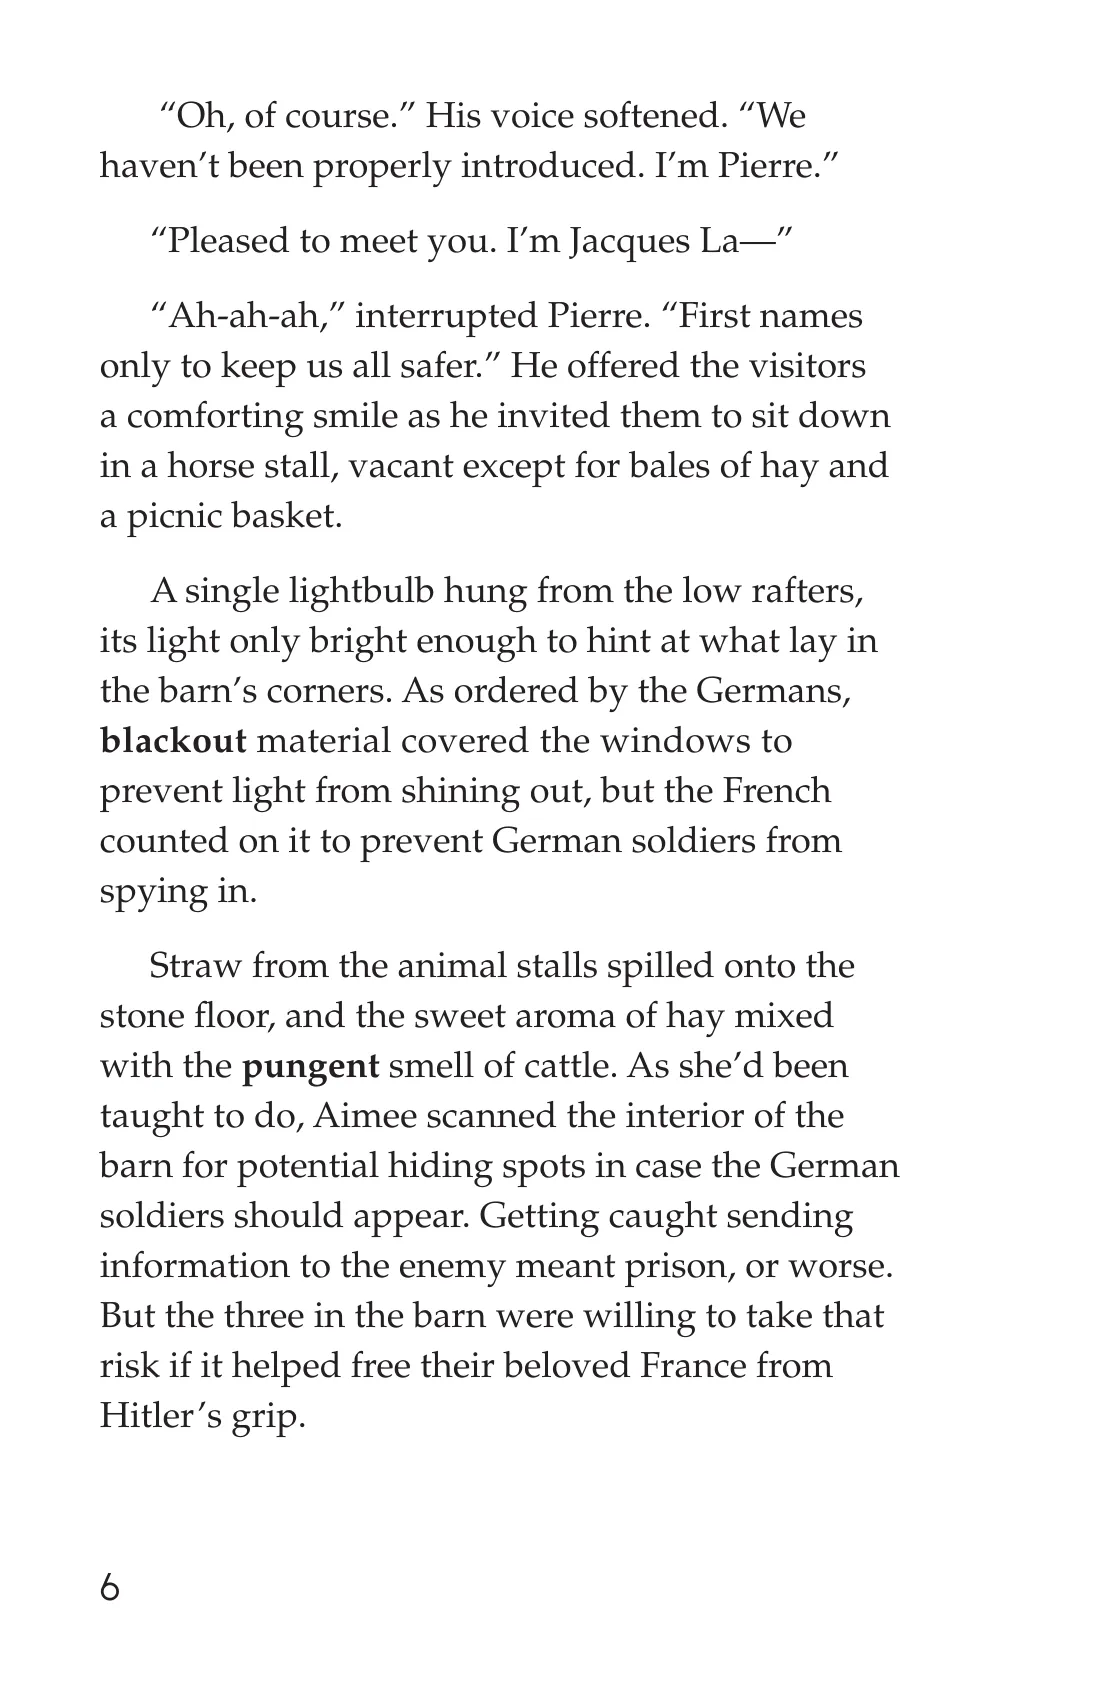 “Oh, of course.” His voice softened. “We
haven’t been properly introduced. I’m Pierre.”
“Pleased to meet you. I’m Jacques La—”
“Ah-ah-ah,” interrupted Pierre. “First names
only to keep us all safer.” He offered the visitors
a comforting smile as he invited them to sit down
in a horse stall, vacant except for bales of hay and
a picnic basket.
A single lightbulb hung from the low rafters,
its light only bright enough to hint at what lay in
the barn’s corners. As ordered by the Germans,
blackout material covered the windows to
prevent light from shining out, but the French
counted on it to prevent German soldiers from
spying in.
Straw from the animal stalls spilled onto the
stone floor, and the sweet aroma of hay mixed
with the pungent smell of cattle. As she’d been
taught to do, Aimee scanned the interior of the
barn for potential hiding spots in case the German
soldiers should appear. Getting caught sending
information to the enemy meant prison, or worse.
But the three in the barn were willing to take that
risk if it helped free their beloved France from
Hitler’s grip.
6